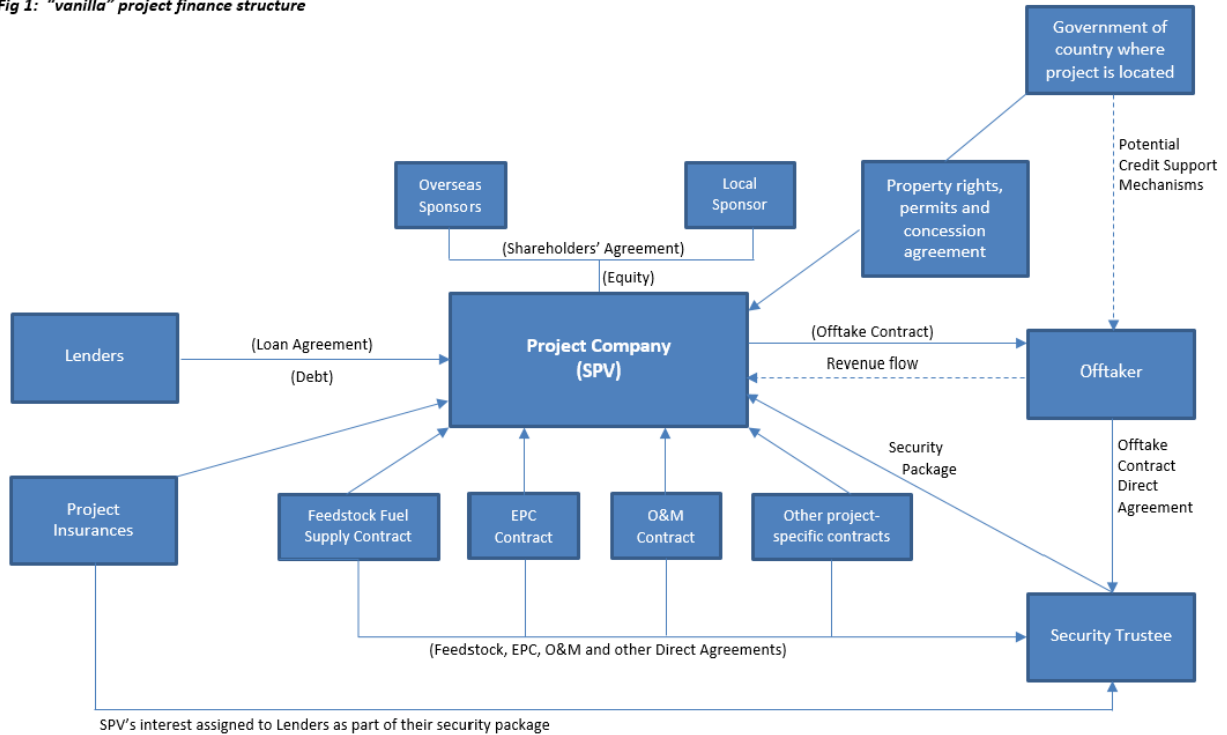 Fig 1: "vanilla" project finance structure
Government of
country where
project is located
Potential
Credit Support
Mechanisms
Overseas
Sponsors
Local
Sponsor
Property rights,
permits and
concession
agreement
(Shareholders' Agreement)
(Equity)
Lenders
(Loan Agreement)
(Debt)
Project Company
(SPV)
(Offtake Contract)
Revenue flow
Offtaker
Security
Package
Offtake
Contract
Direct
Agreement
Project
Insurances
Feedstock Fuel
Supply Contract
EPC
Contract
O&M
Contract
Other project-
specific contracts
Security Trustee
(Feedstock, EPC, O&M and other Direct Agreements)
SPV's interest assigned to Lenders as part of their security package